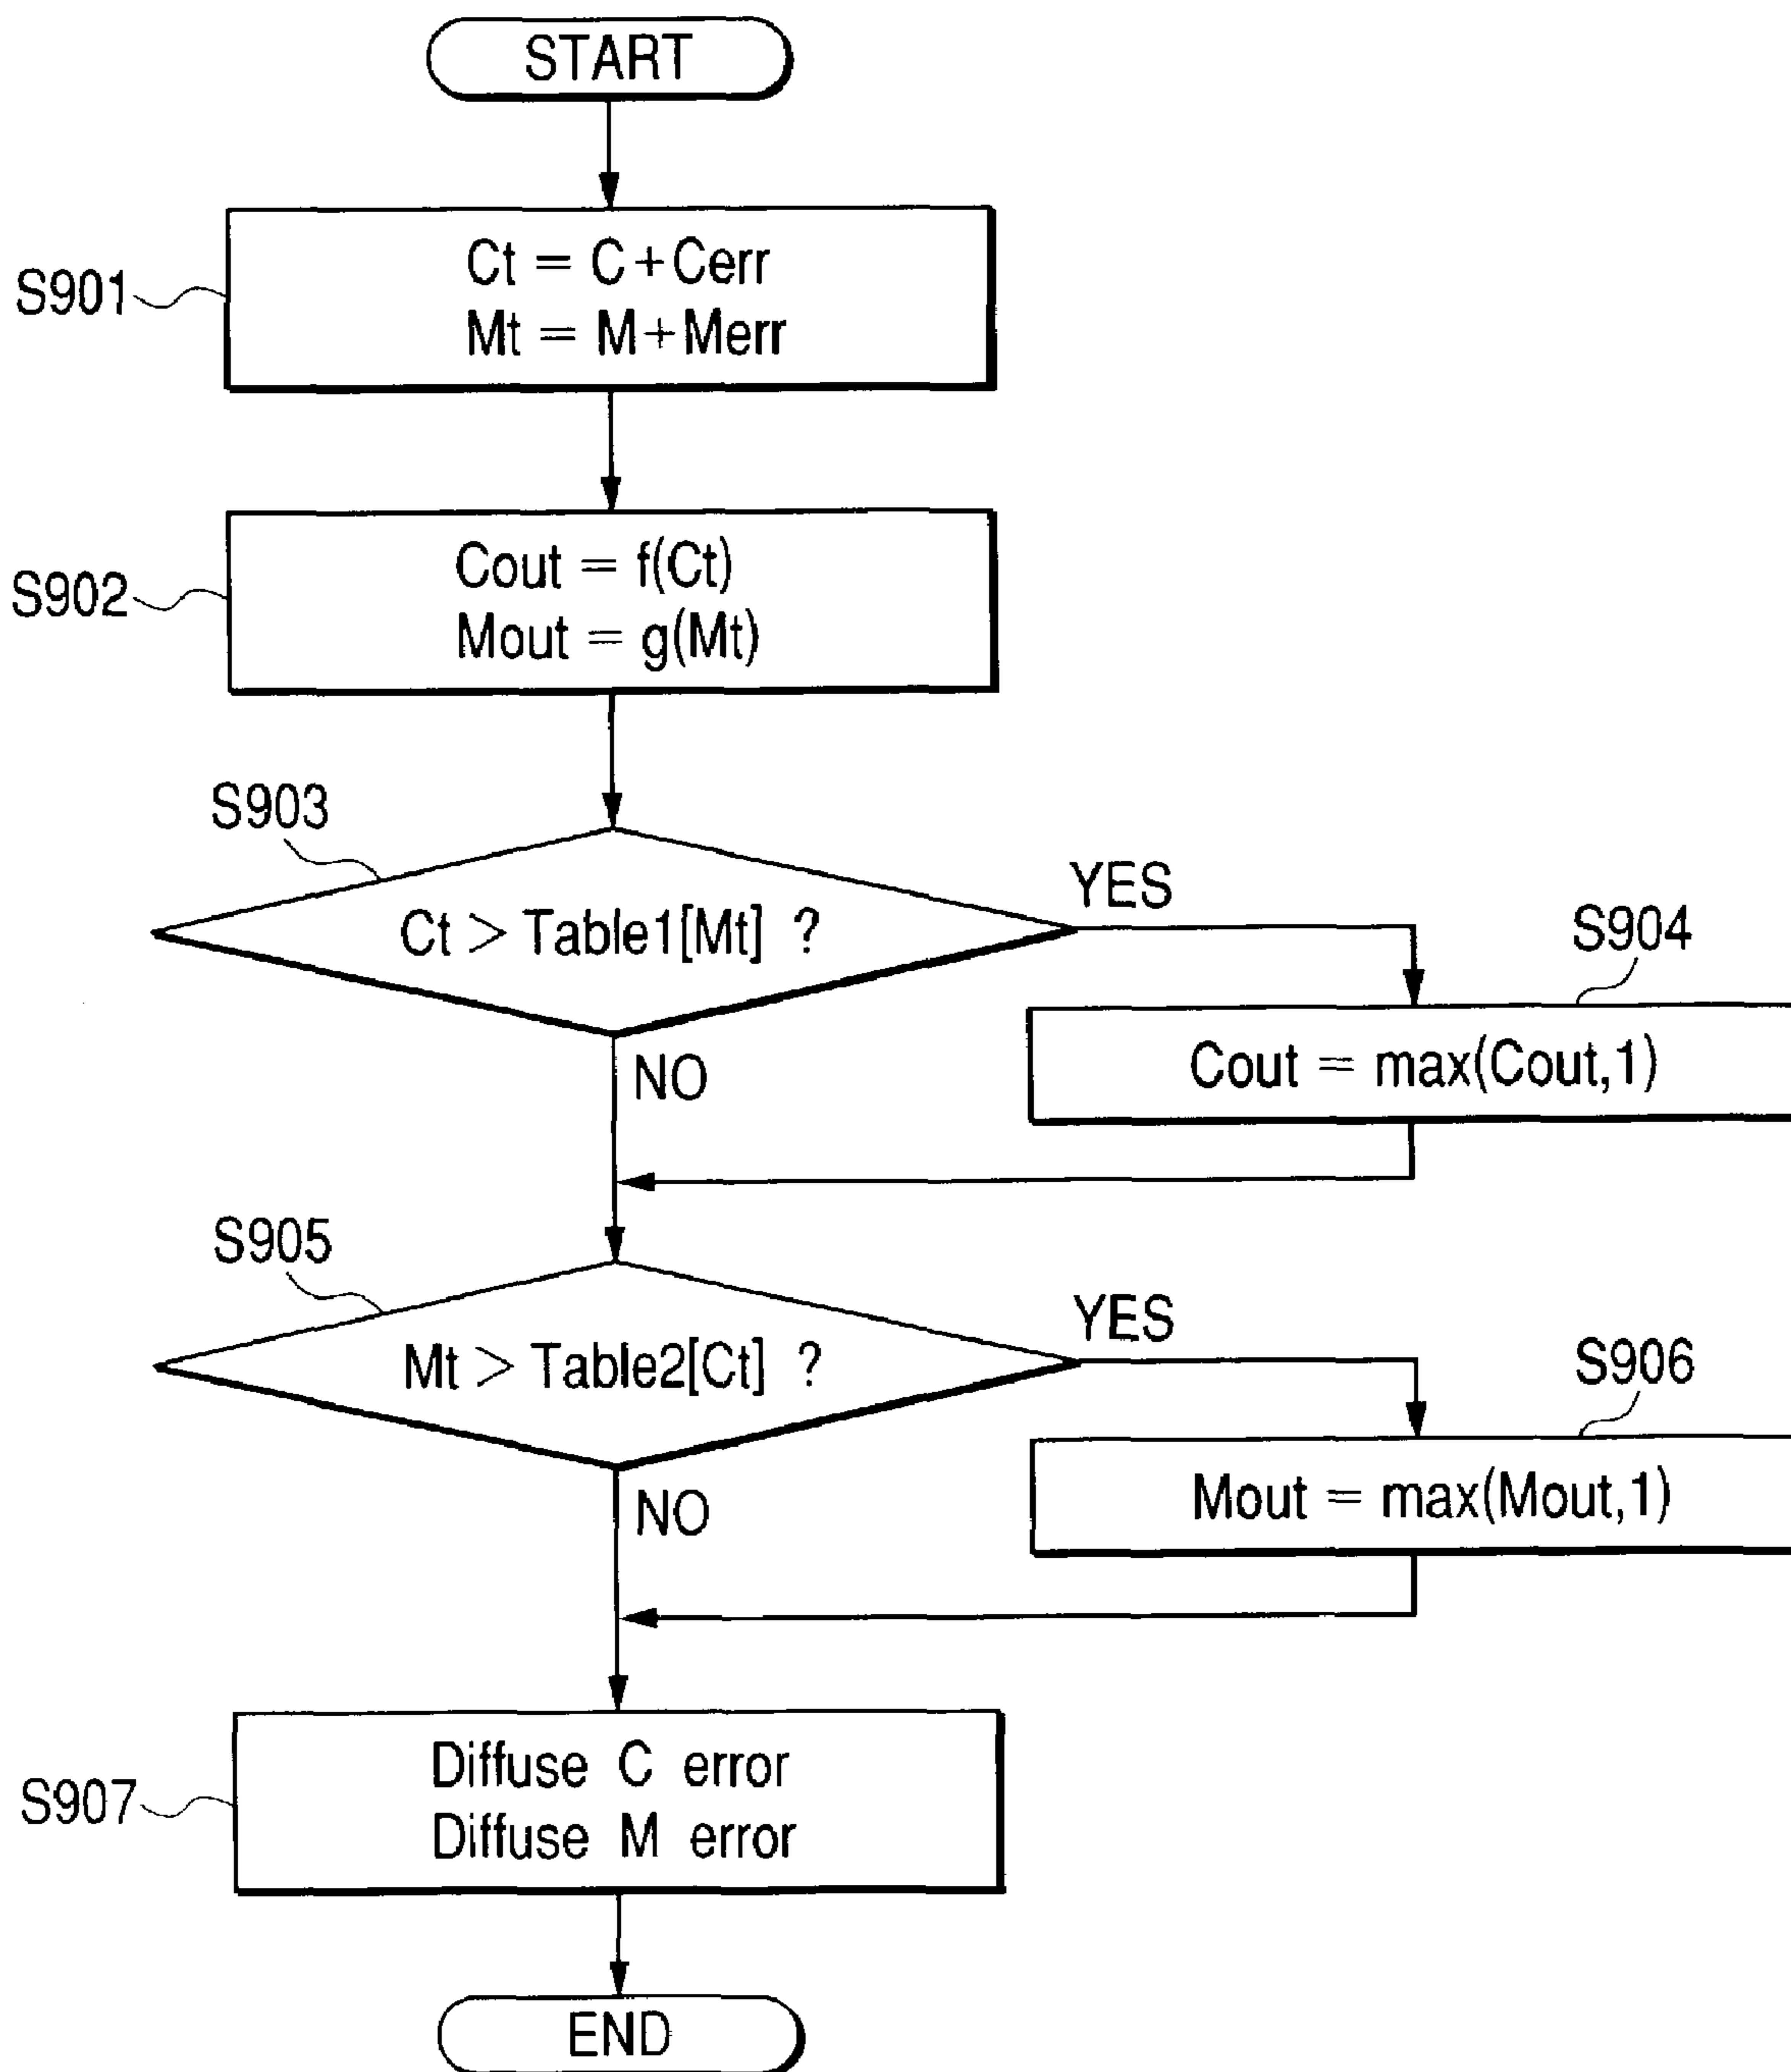 START
S901
Ct = C+Cerr
Mt = M+Merr
S902
Cout = f(Ct)
Mout = g(Mt)
S903
Ct > Table1[Mt] ?
YES
NO
S904
Cout = max(Cout,1)
S905
Mt > Table2[Ct] ?
YES
NO
S906
Mout = max(Mout,1)
S907
Diffuse C error
Diffuse M error
END